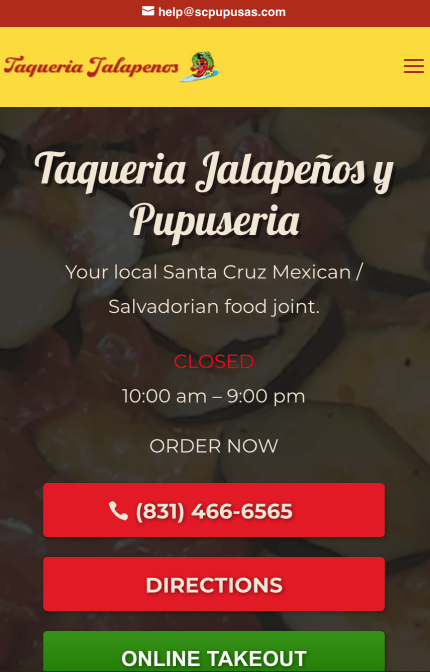 help@scpupusas.com
Taqueria Jalapenos
Taqueria Jalapeños y
Pupuseria
Your local Santa Cruz Mexican /
Salvadorian food joint.
CLOSED
10:00 am – 9:00 pm
ORDER NOW
(831) 466-6565
DIRECTIONS
ONLINE TAKEOUT